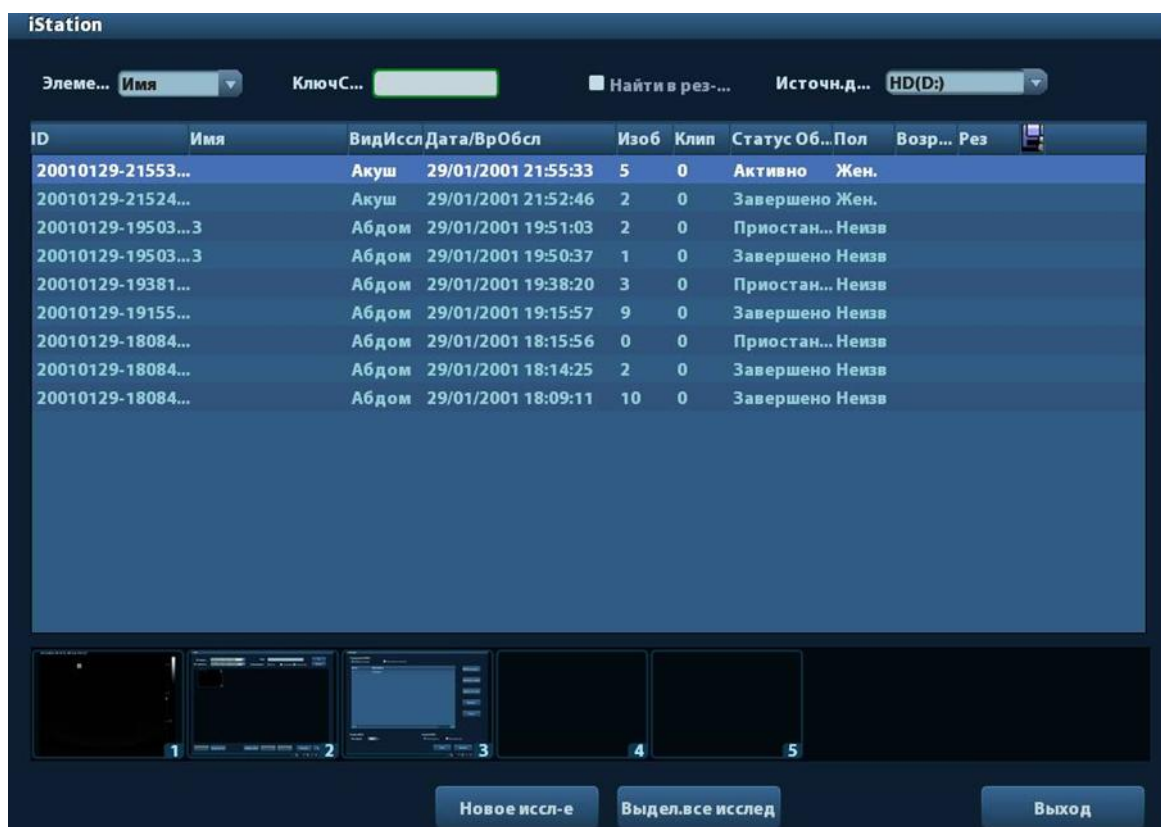 iStation
Элеме... Имя КлючС... Найти в рез-... Источн.д... HD(D:)
ID Имя ВидИссл Дата/ВрОбсл Изоб Клип Статус Об... Пол Возр... Рез
20010129-21553... Акуш 29/01/2001 21:55:33 5 0 Активно Жен.
20010129-21524... Акуш 29/01/2001 21:52:46 2 0 Завершено Жен.
20010129-19503... 3 Абдом 29/01/2001 19:51:03 2 0 Приостан... Неизв
20010129-19503... 3 Абдом 29/01/2001 19:50:37 1 0 Завершено Неизв
20010129-19381... Абдом 29/01/2001 19:38:20 3 0 Приостан... Неизв
20010129-19155... Абдом 29/01/2001 19:15:57 9 0 Завершено Неизв
20010129-18084... Абдом 29/01/2001 18:15:56 0 0 Приостан... Неизв
20010129-18084... Абдом 29/01/2001 18:14:25 2 0 Завершено Неизв
20010129-18084... Абдом 29/01/2001 18:09:11 10 0 Завершено Неизв
1 2 3 4 5
Новое иссл-е Выдел.все исслед Выход